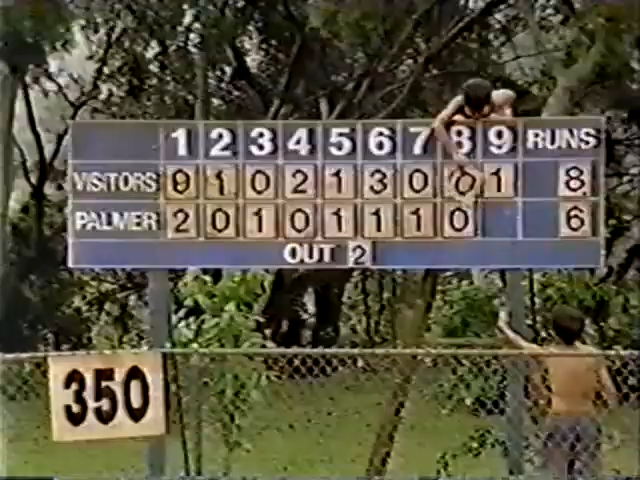 1 2 3 4 5 6 7 8 9 RUNS
VISITORS 0 1 0 2 1 3 0 0 1 8
PALMER 2 0 1 0 1 1 1 0 6
OUT 2
350